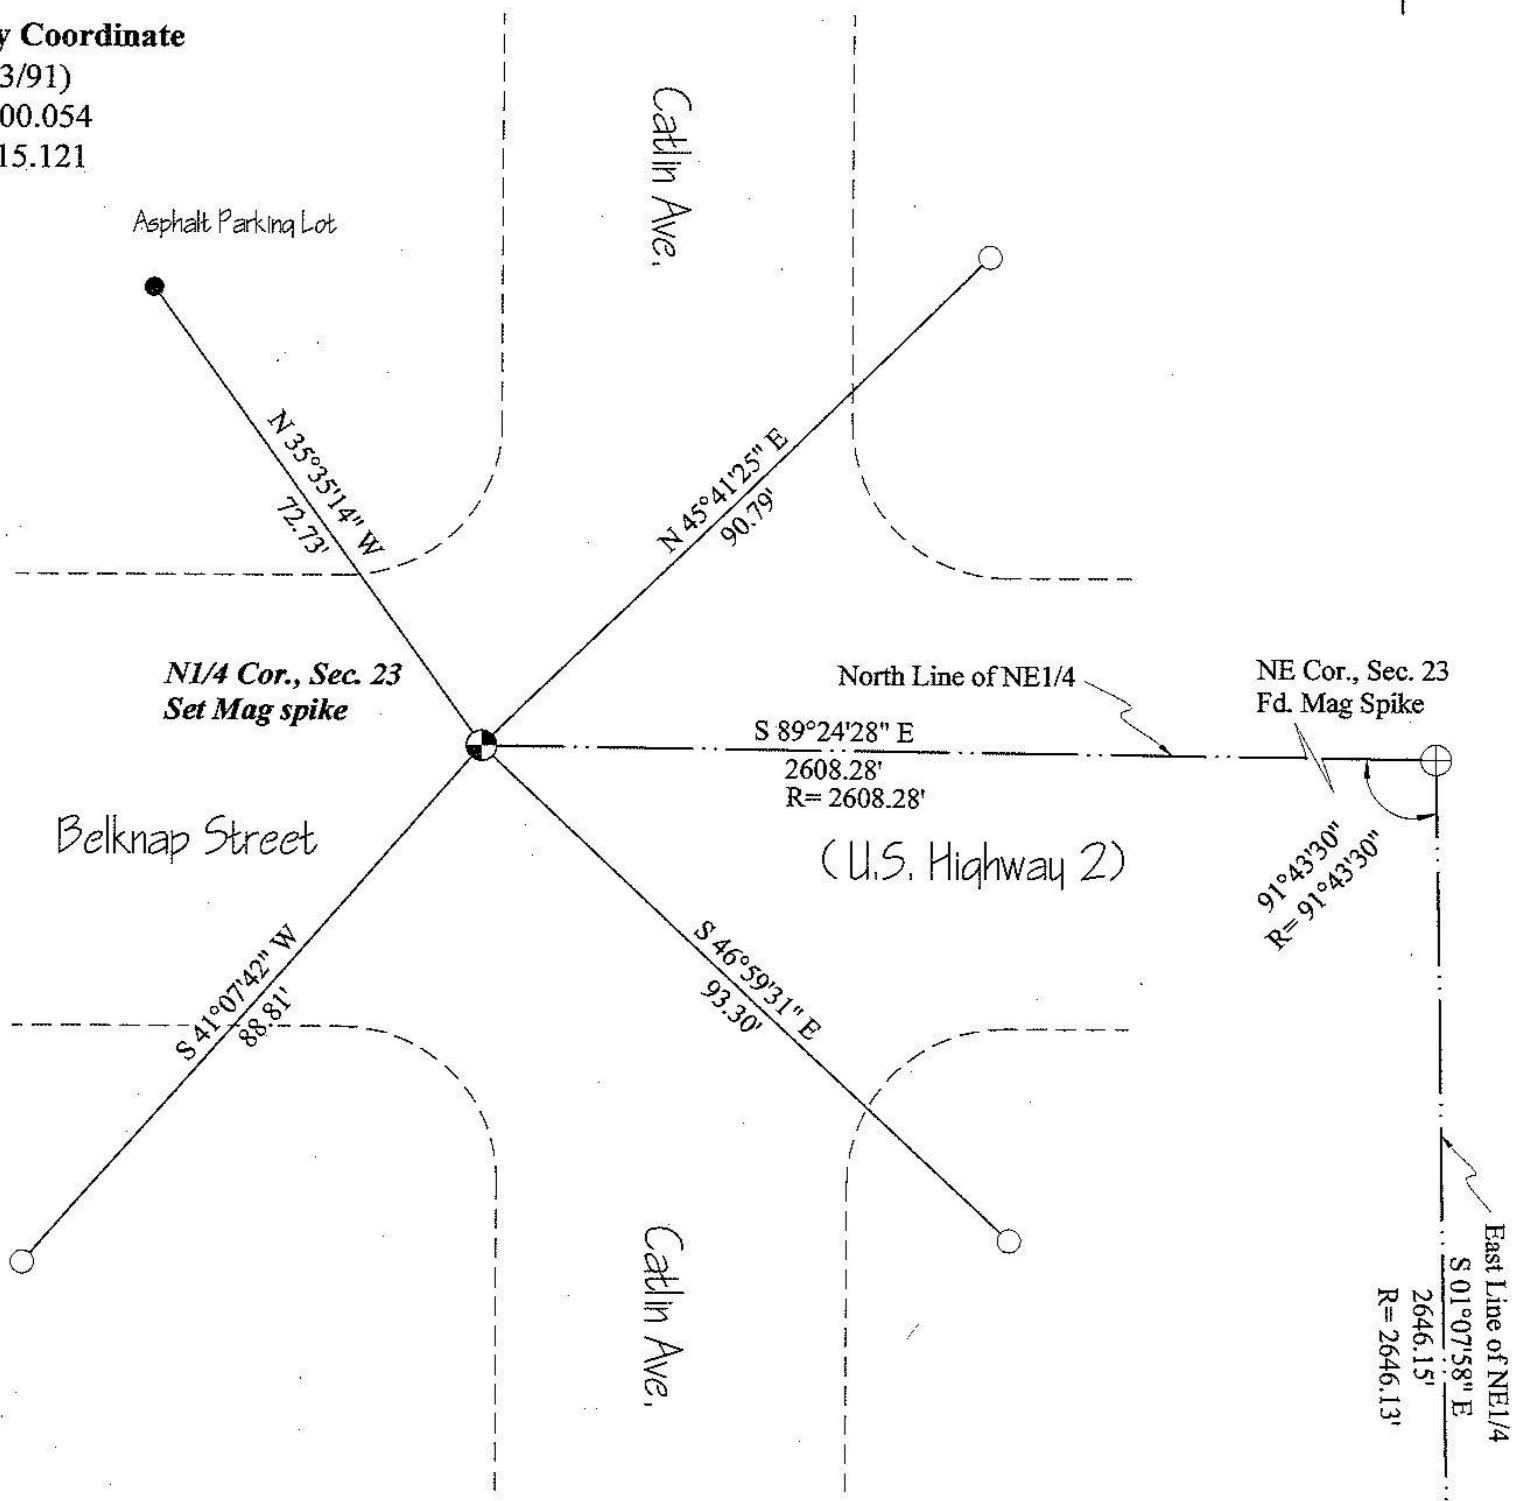 y Coordinate
3/91)
00.054
15.121
Asphalt Parking Lot
Catlin Ave.
N 35°35'14" W
72.73'
N 45°41'25" E
90.79'
N1/4 Cor., Sec. 23
Set Mag spike
North Line of NE1/4
NE Cor., Sec. 23
Fd. Mag Spike
S 89°24'28" E
2608.28'
R= 2608.28'
Belknap Street
(U.S. Highway 2)
91°43'30"
R= 91°43'30"
S 41°07'42" W
88.81'
S 46°59'31" E
93.30'
Catlin Ave.
East Line of NE1/4
S 01°07'58" E
2646.15'
R= 2646.13'